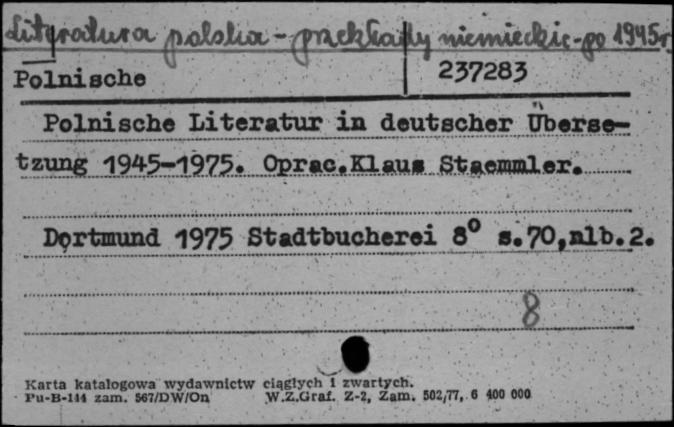 Literatura polska - przekłady niemieckie - po 1945 r.
Polnische 237283
Polnische Literatur in deutscher Überse-
tzung 1945-1975. Oprac.Klaus Staemmler.
Dortmund 1975 Stadtbucherei 8° s.70,nlb.2.
8
Karta katalogowa wydawnictw ciągłych i zwartych.
Pu-B-144 zam. 567/DW/On W.Z.Graf. Z-2, Zam. 502/77, 6 400 000